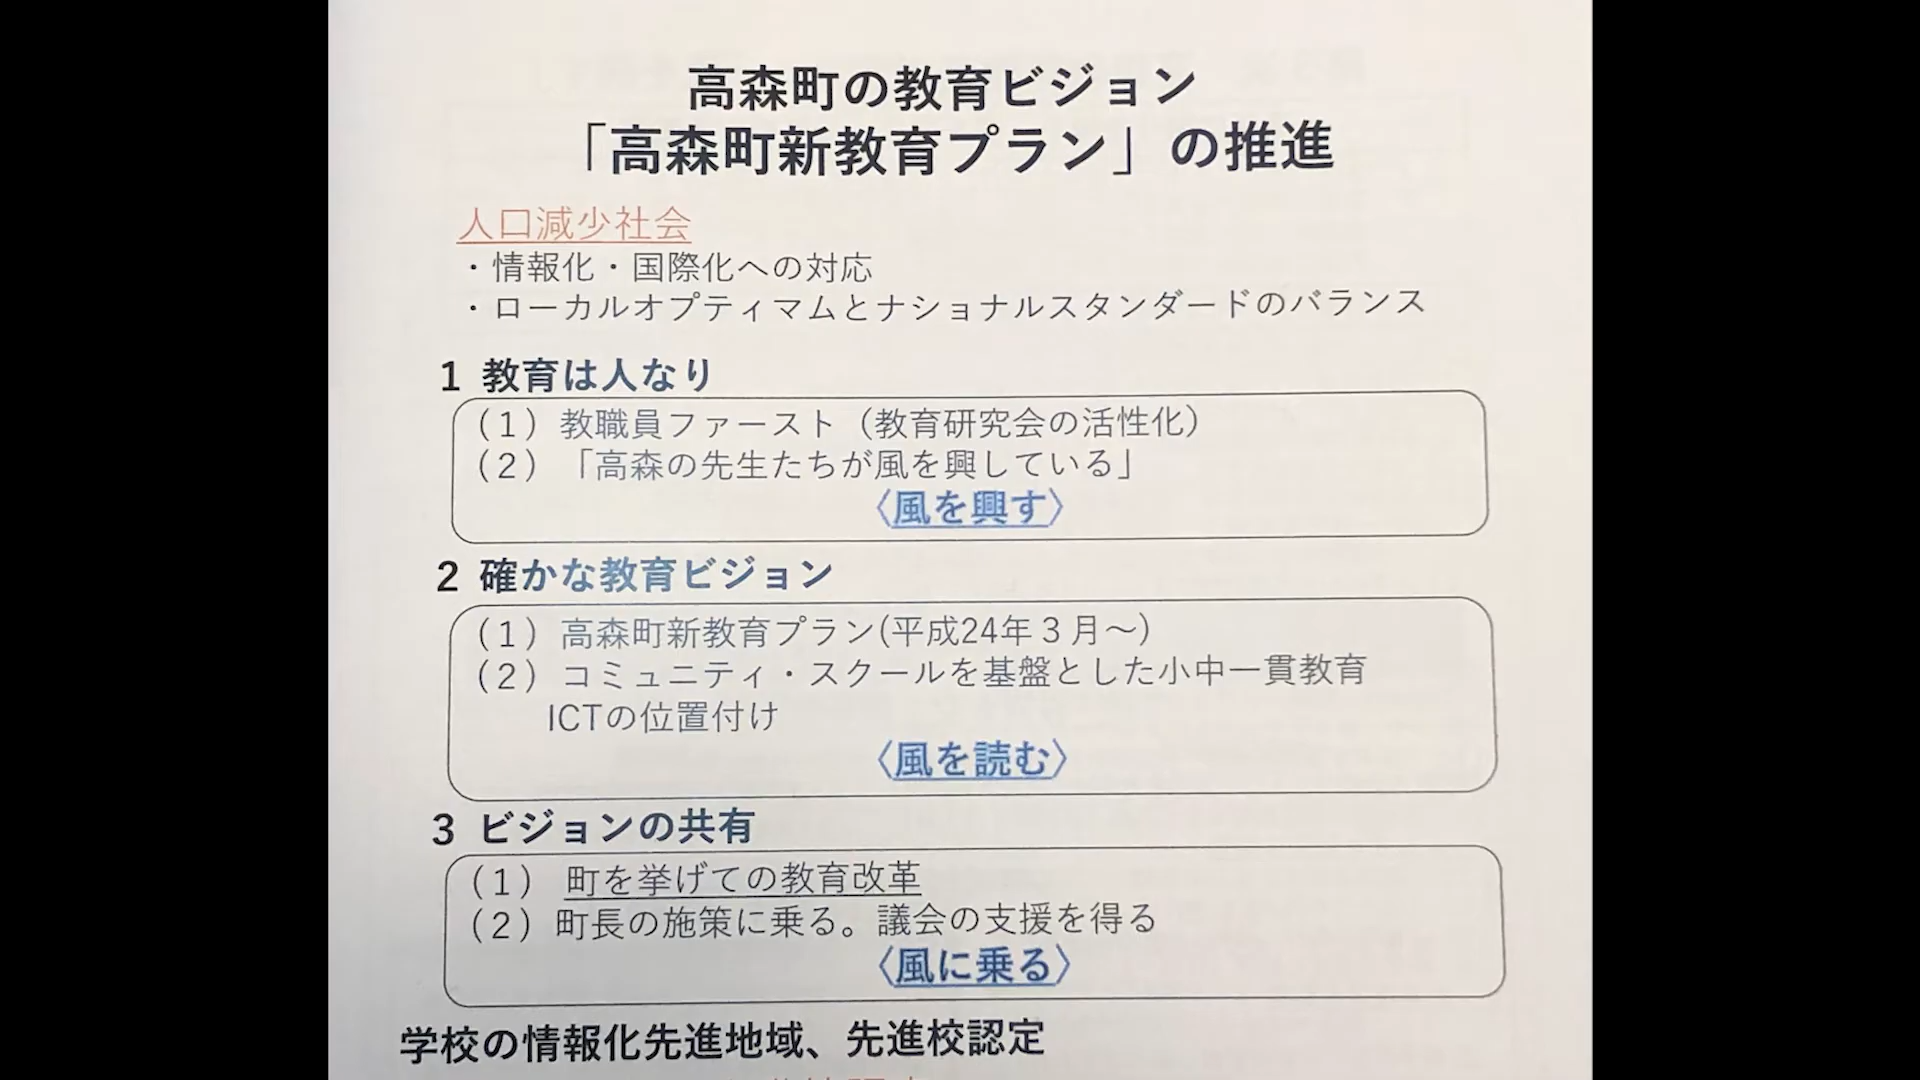 高森町の教育ビジョン
「高森町新教育プラン」の推進
人口減少社会
・情報化・国際化への対応
・ローカルオプティマムとナショナルスタンダードのバランス
1 教育は人なり
（1）教職員ファースト（教育研究会の活性化）
（2）「高森の先生たちが風を興している」
〈風を興す〉
2 確かな教育ビジョン
（1）高森町新教育プラン(平成24年３月～)
（2）コミュニティ・スクールを基盤とした小中一貫教育
ICTの位置付け
〈風を読む〉
3 ビジョンの共有
（1）町を挙げての教育改革
（2）町長の施策に乗る。議会の支援を得る
〈風に乗る〉
学校の情報化先進地域、先進校認定